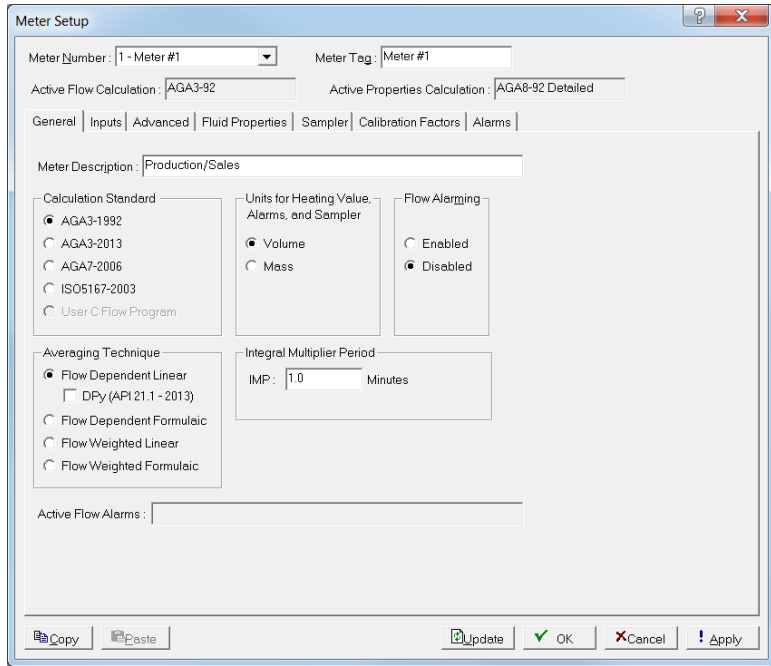 Meter Setup
Meter Number : 1 - Meter #1 Meter Tag : Meter #1
Active Flow Calculation : AGA3-92 Active Properties Calculation : AGA8-92 Detailed
General Inputs Advanced Fluid Properties Sampler Calibration Factors Alarms
Meter Description : Production/Sales
Calculation Standard
AGA3-1992
AGA3-2013
AGA7-2006
ISO5167-2003
User C Flow Program
Units for Heating Value,
Alarms, and Sampler
Volume
Mass
Flow Alarming
Enabled
Disabled
Averaging Technique
Flow Dependent Linear
DPy (API 21.1 - 2013)
Flow Dependent Formulaic
Flow Weighted Linear
Flow Weighted Formulaic
Integral Multiplier Period
IMP : 1.0 Minutes
Active Flow Alarms :
Copy Paste Update OK Cancel ! Apply